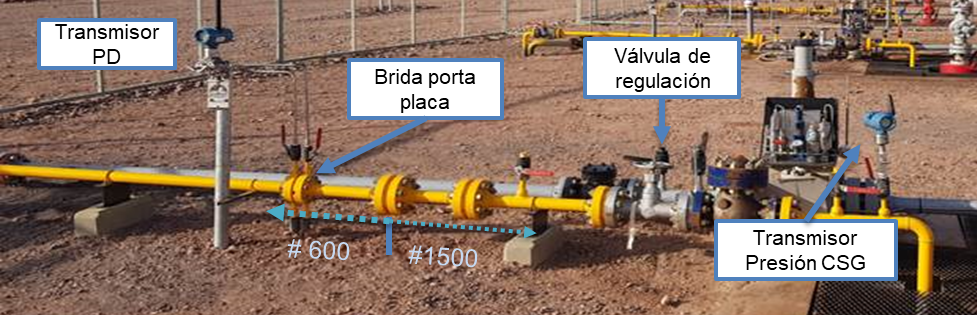 Transmisor
PD
Brida porta
placa
Válvula de
regulación
# 600
#1500
Transmisor
Presión CSG